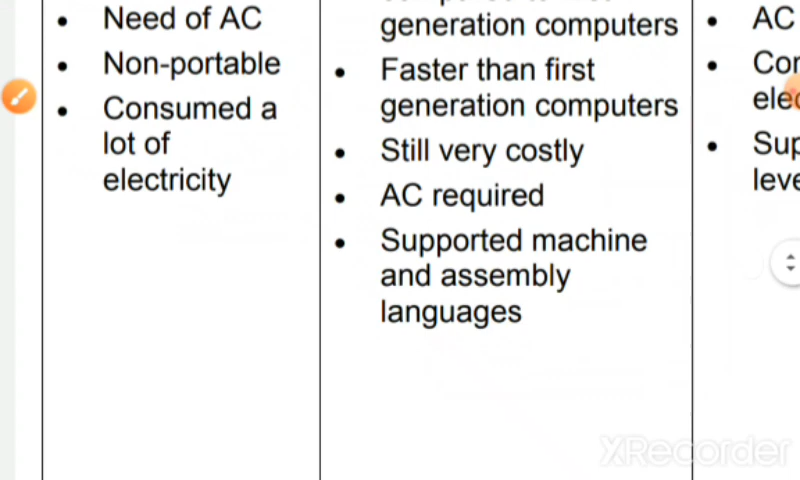 Need of AC
Non-portable
Consumed a
lot of
electricity
generation computers
Faster than first
generation computers
Still very costly
AC required
Supported machine
and assembly
languages
AC
XRecorder